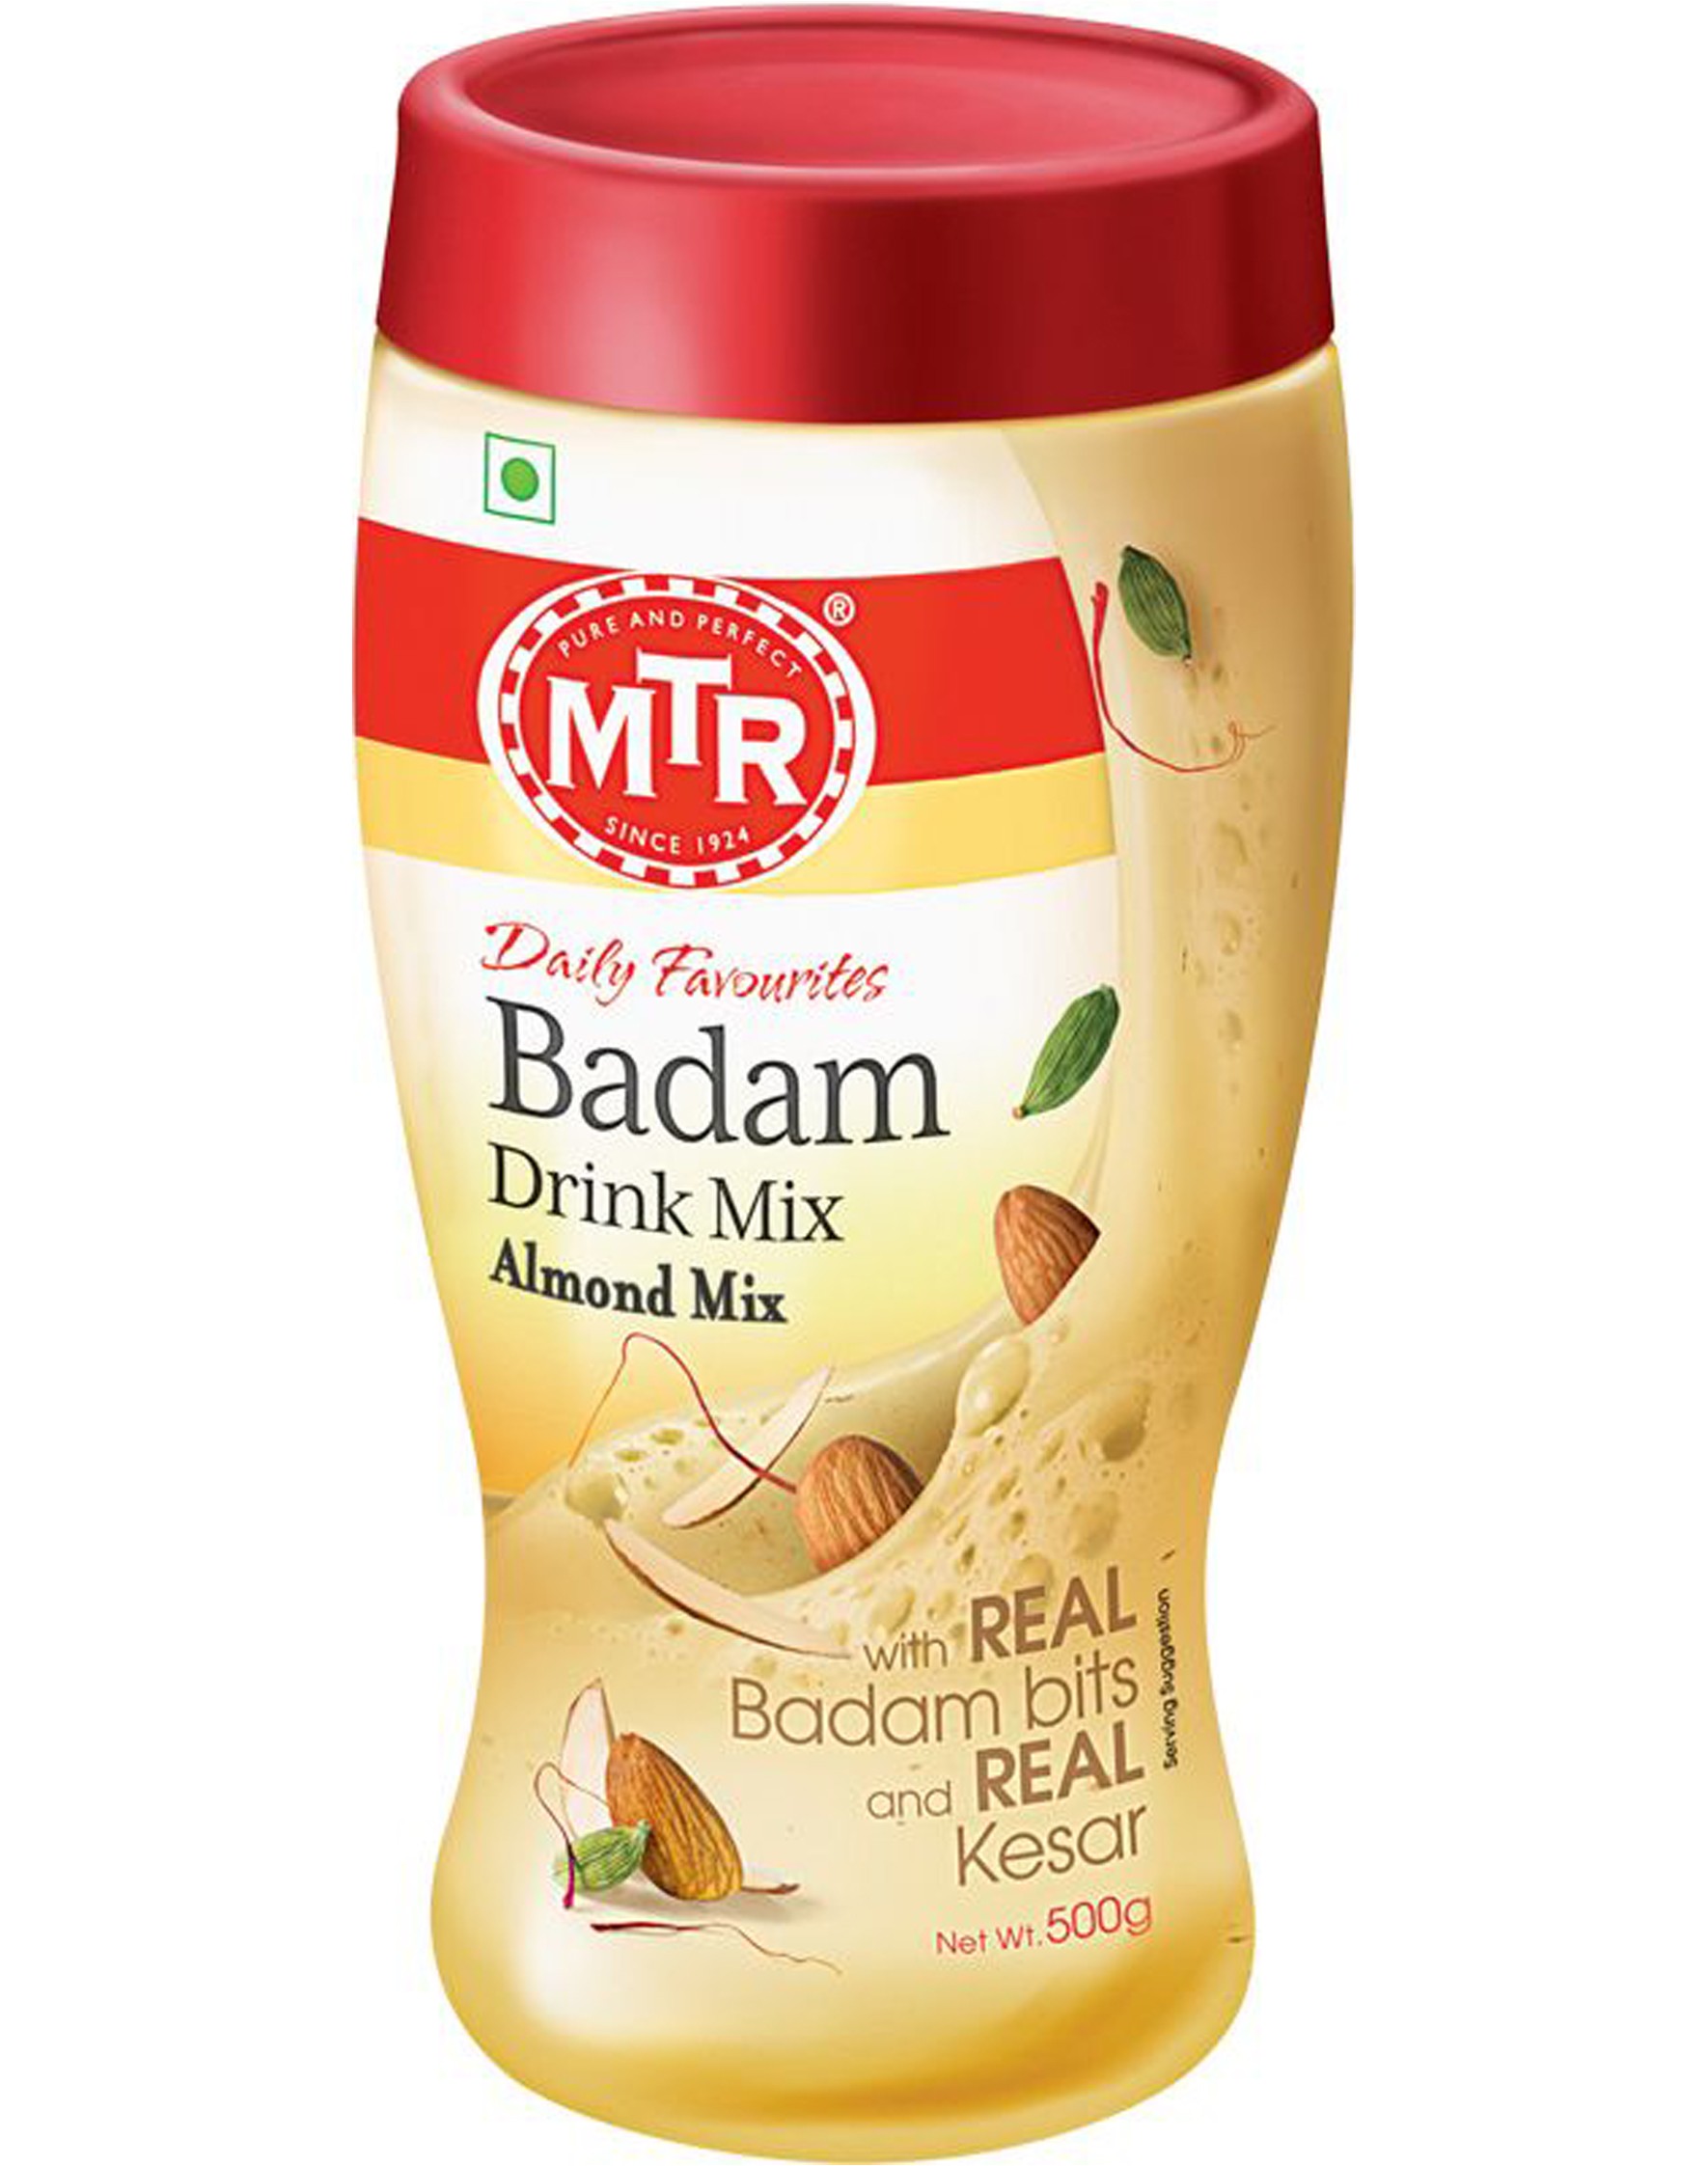 PURE AND PERFECT
MTR
®
SINCE 1924
Daily Favourites
Badam
Drink Mix
Almond Mix
with REAL
Badam bits
and REAL
Kesar
Net Wt. 500g
Serving Suggestion